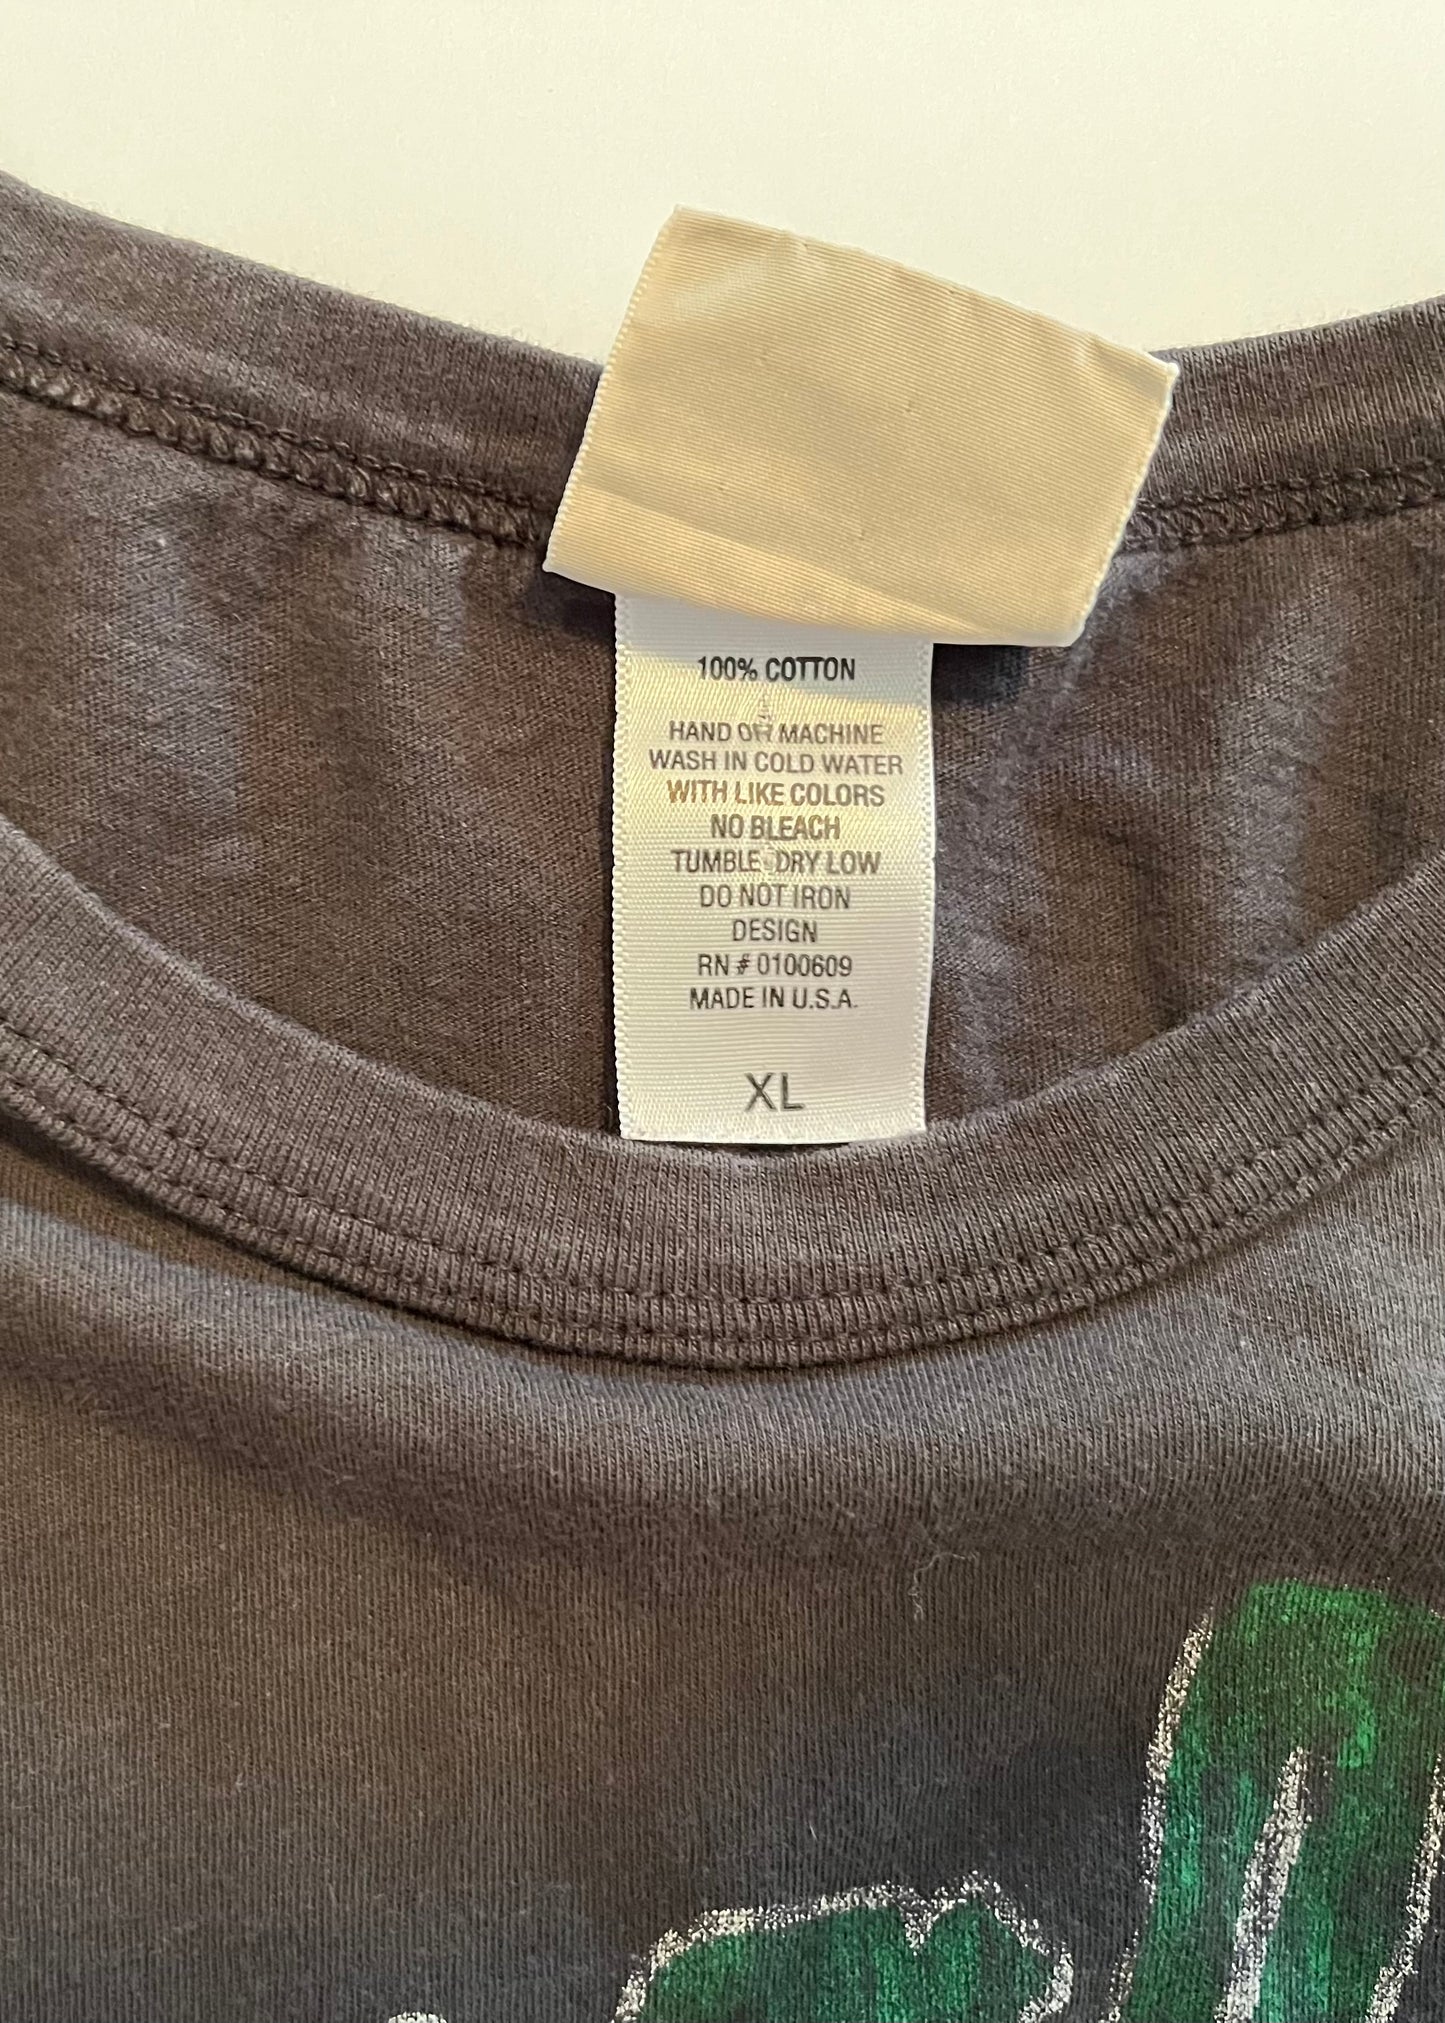 100% COTTON
HAND OR MACHINE
WASH IN COLD WATER
WITH LIKE COLORS
NO BLEACH
TUMBLE DRY LOW
DO NOT IRON
DESIGN
RN # 0100609
MADE IN U.S.A.
XL